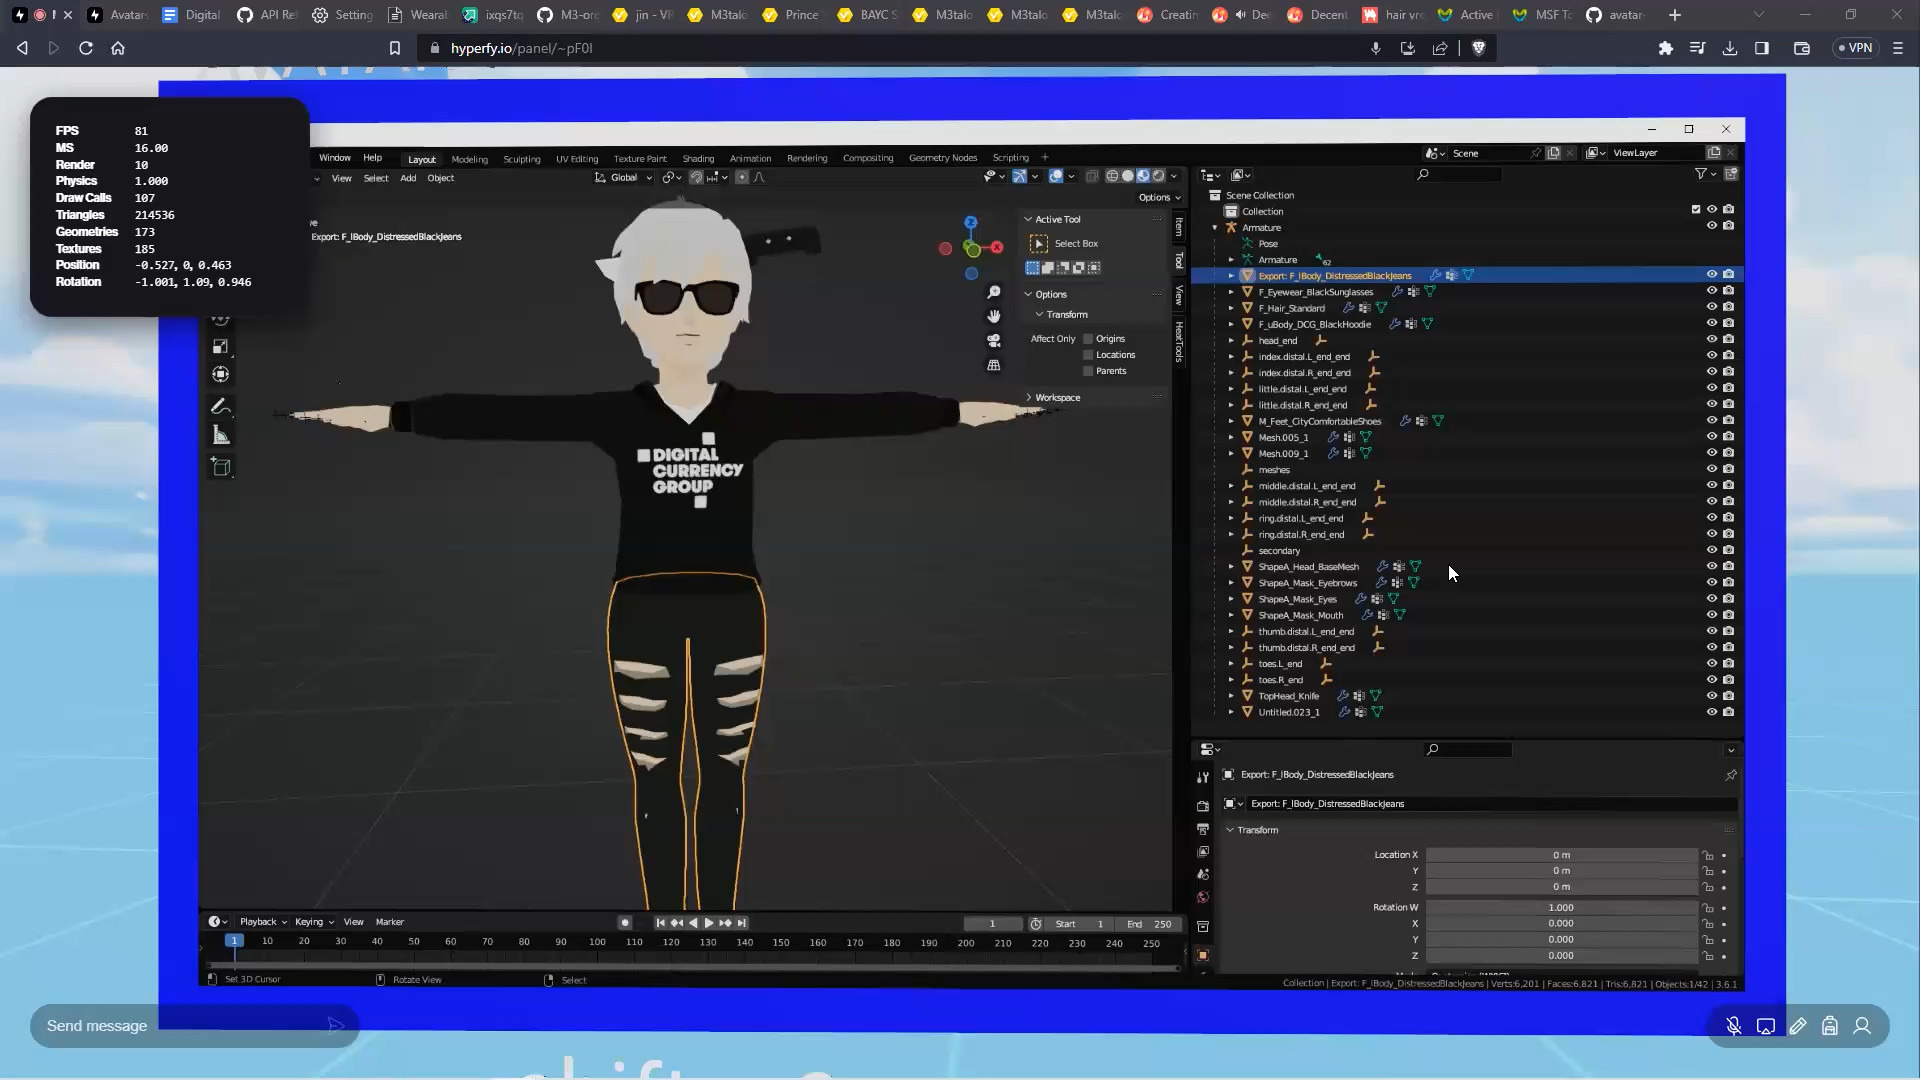 Avatars
Digital
API Re
Setting
Wearal
ixqs7tq
M3-org
jin - VR
M3talo
Prince
BAYC S
M3talo
M3talo
M3talo
Creatin
Dec
Decent
hair vro
Active
MSF To
avatar-
hyperfy.io/panel/~pF0I
VPN
FPS 81
MS 16.00
Render 10
Physics 1.000
Draw Calls 107
Triangles 214536
Geometries 173
Textures 185
Position -0.527, 0, 0.463
Rotation -1.001, 1.09, 0.946
Window Help Layout Modeling Sculpting UV Editing Texture Paint Shading Animation Rendering Compositing Geometry Nodes Scripting +
Scene
ViewLayer
View Select Add Object
Global
Options
Export: F_lBody_DistressedBlackJeans
Active Tool
Select Box
Options
Transform
Affect Only Origins
Locations
Parents
Workspace
Item
Tool
View
HeatTools
DIGITAL
CURRENCY
GROUP
Scene Collection
Collection
Armature
Pose
Armature 62
Export: F_lBody_DistressedBlackJeans
F_Eyewear_BlackSunglasses
F_Hair_Standard
F_uBody_DCG_BlackHoodie
head_end
index.distal.L_end_end
index.distal.R_end_end
little.distal.L_end_end
little.distal.R_end_end
M_Feet_CityComfortableShoes
Mesh.005_1
Mesh.009_1
meshes
middle.distal.L_end_end
middle.distal.R_end_end
ring.distal.L_end_end
ring.distal.R_end_end
secondary
ShapeA_Head_BaseMesh
ShapeA_Mask_Eyebrows
ShapeA_Mask_Eyes
ShapeA_Mask_Mouth
thumb.distal.L_end_end
thumb.distal.R_end_end
toes.L_end
toes.R_end
TopHead_Knife
Untitled.023_1
Export: F_lBody_DistressedBlackJeans
Export: F_lBody_DistressedBlackJeans
Transform
Location X 0 m
Y 0 m
Z 0 m
Rotation W 1.000
X 0.000
Y 0.000
Z 0.000
Playback Keying View Marker
1 Start 1 End 250
1 10 20 30 40 50 60 70 80 90 100 110 120 130 140 150 160 170 180 190 200 210 220 230 240 250
Set 3D Cursor Rotate View Select
Collection | Export: F_lBody_DistressedBlackJeans | Verts:6,201 | Faces:6,821 | Tris:6,821 | Objects:1/42 | 3.6.1
Send message